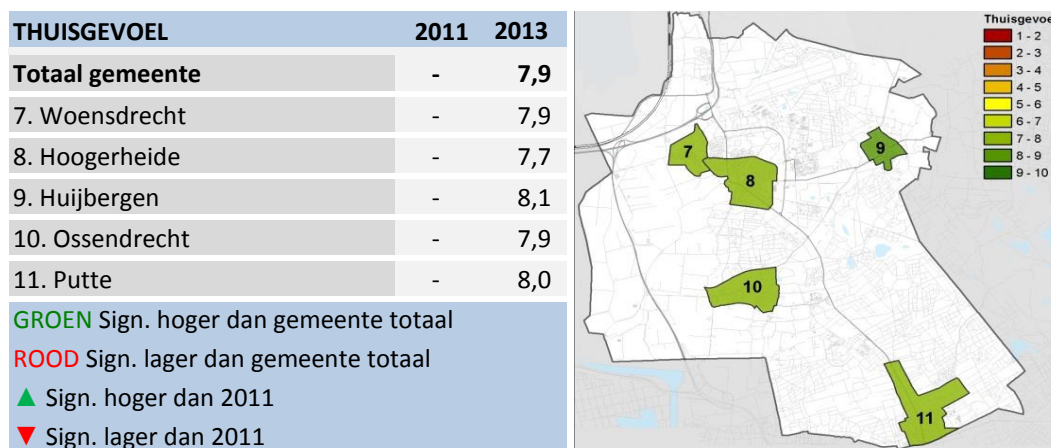 THUISGEVOEL 2011 2013
Totaal gemeente - 7,9
7. Woensdrecht - 7,9
8. Hoogerheide - 7,7
9. Huijbergen - 8,1
10. Ossendrecht - 7,9
11. Putte - 8,0
GROEN Sign. hoger dan gemeente totaal
ROOD Sign. lager dan gemeente totaal
▲ Sign. hoger dan 2011
▼ Sign. lager dan 2011
Thuisgevoe
1 - 2
2 - 3
3 - 4
4 - 5
5 - 6
6 - 7
7 - 8
8 - 9
9 - 10
7
8
9
10
11